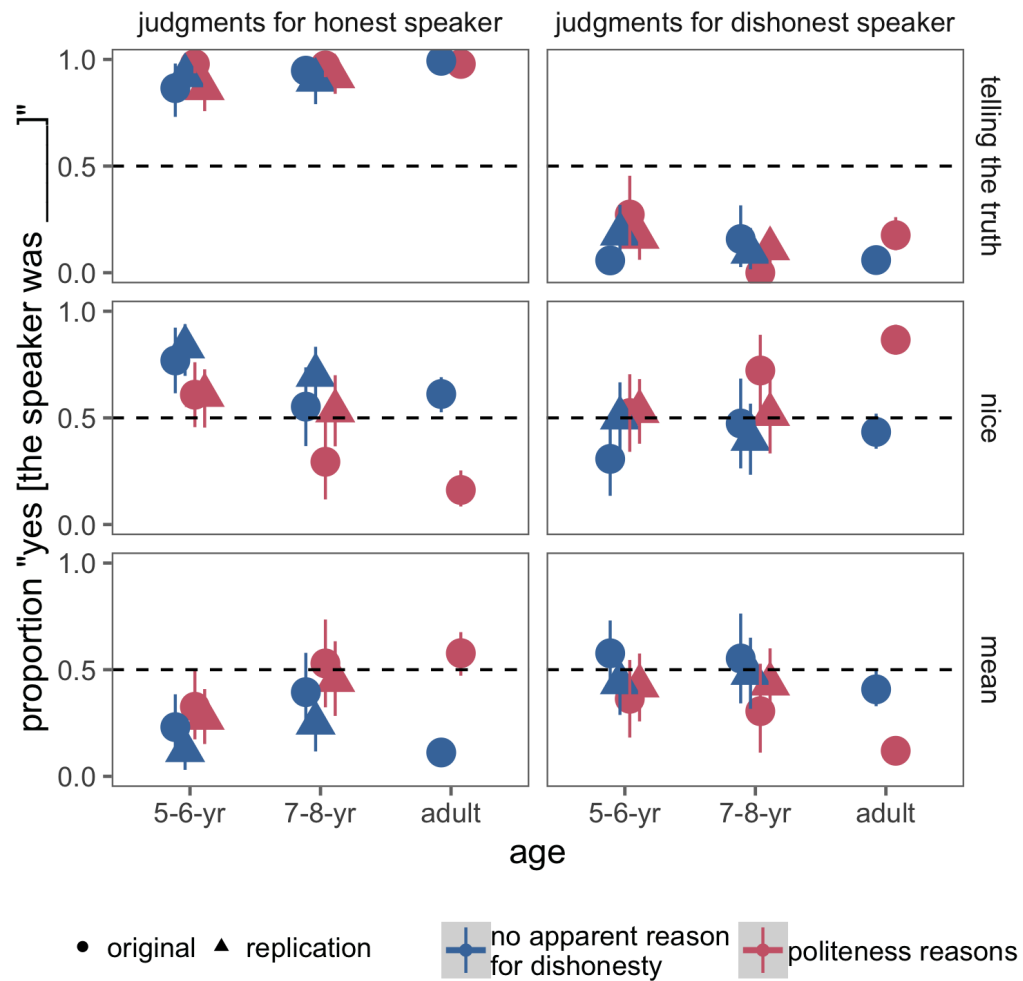 judgments for honest speaker
judgments for dishonest speaker
proportion "yes [the speaker was ______]"
1.0
0.5
0.0
telling the truth
1.0
0.5
0.0
nice
1.0
0.5
0.0
mean
5-6-yr
7-8-yr
adult
5-6-yr
7-8-yr
adult
age
original
replication
no apparent reason
for dishonesty
politeness reasons